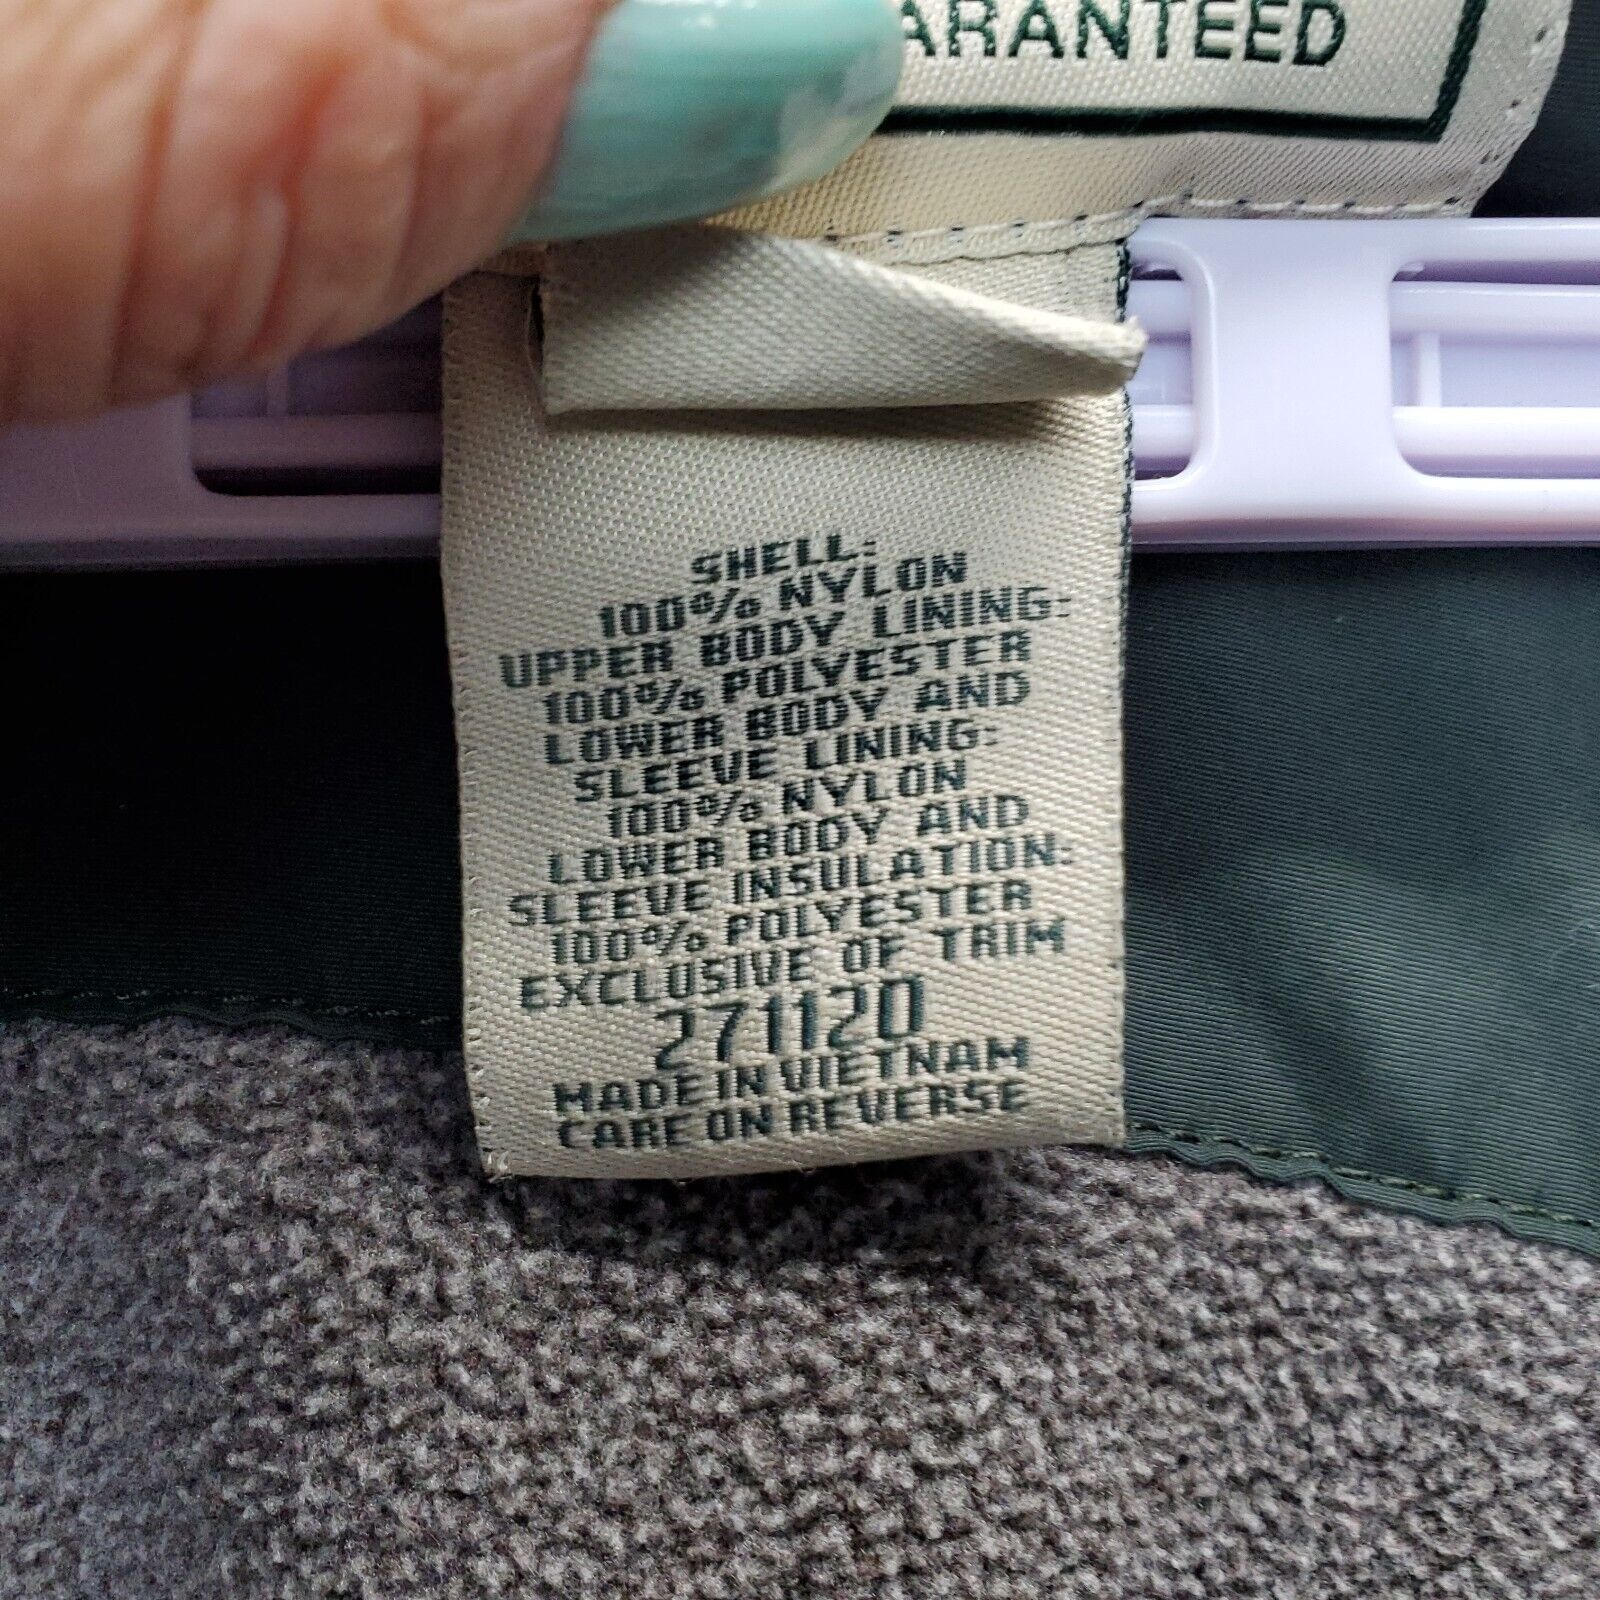 ARANTEED
SHELL:
100% NYLON
UPPER BODY LINING:
100% POLYESTER
LOWER BODY AND
SLEEVE LINING:
100% NYLON
LOWER BODY AND
SLEEVE INSULATION:
100% POLYESTER
EXCLUSIVE OF TRIM
271120
MADE IN VIETNAM
CARE ON REVERSE